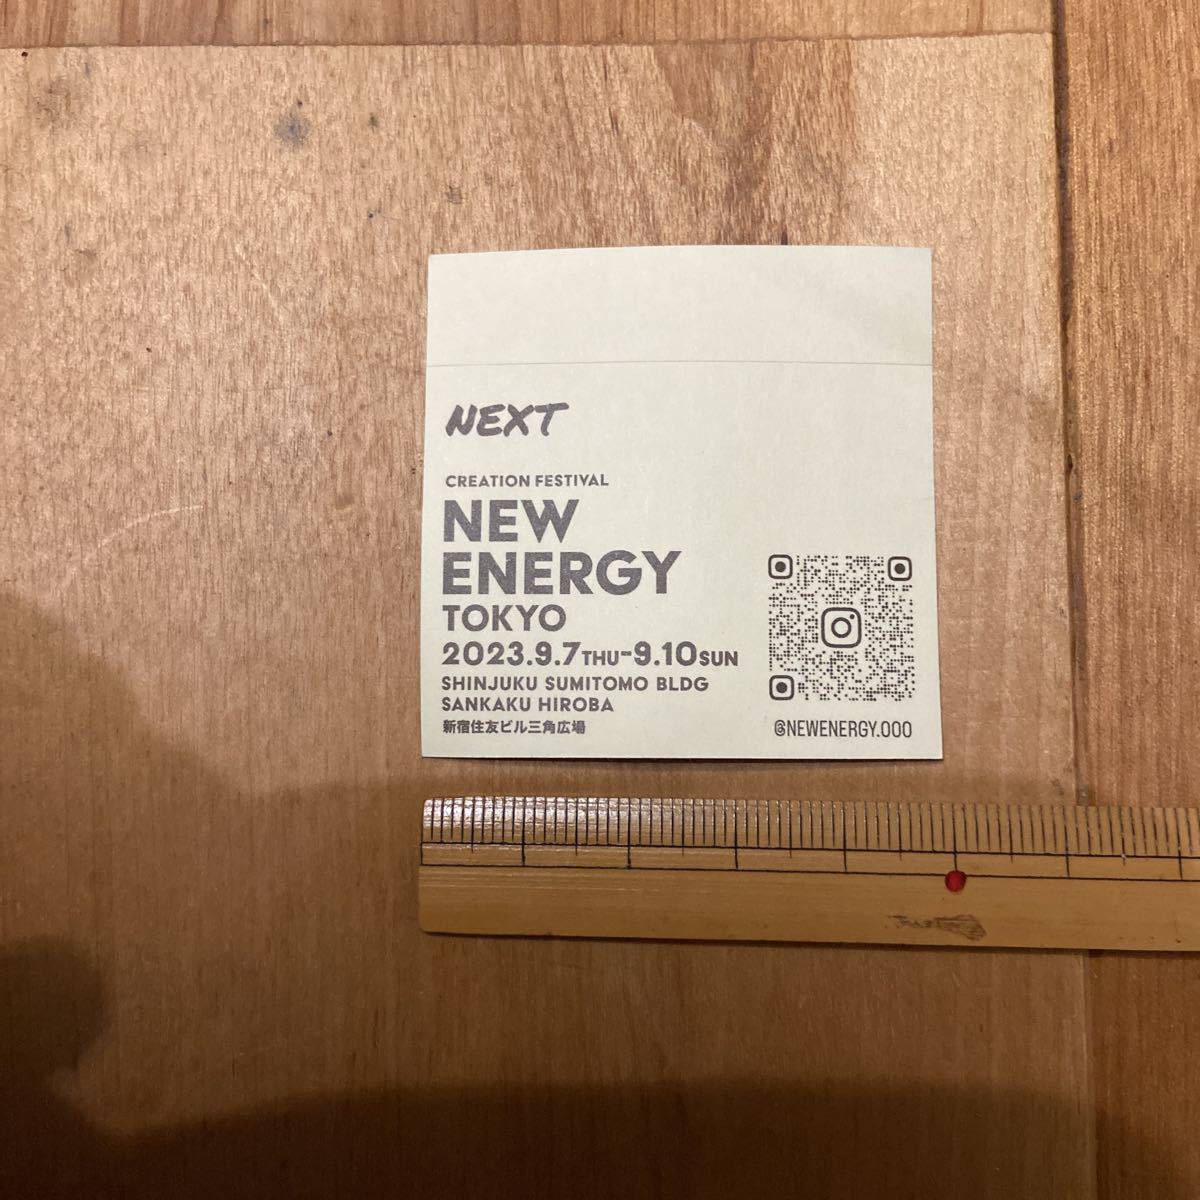 NEXT
CREATION FESTIVAL
NEW
ENERGY
TOKYO
2023.9.7THU-9.10SUN
SHINJUKU SUMITOMO BLDG
SANKAKU HIROBA
新宿住友ビル三角広場
@NEWENERGY.OOO